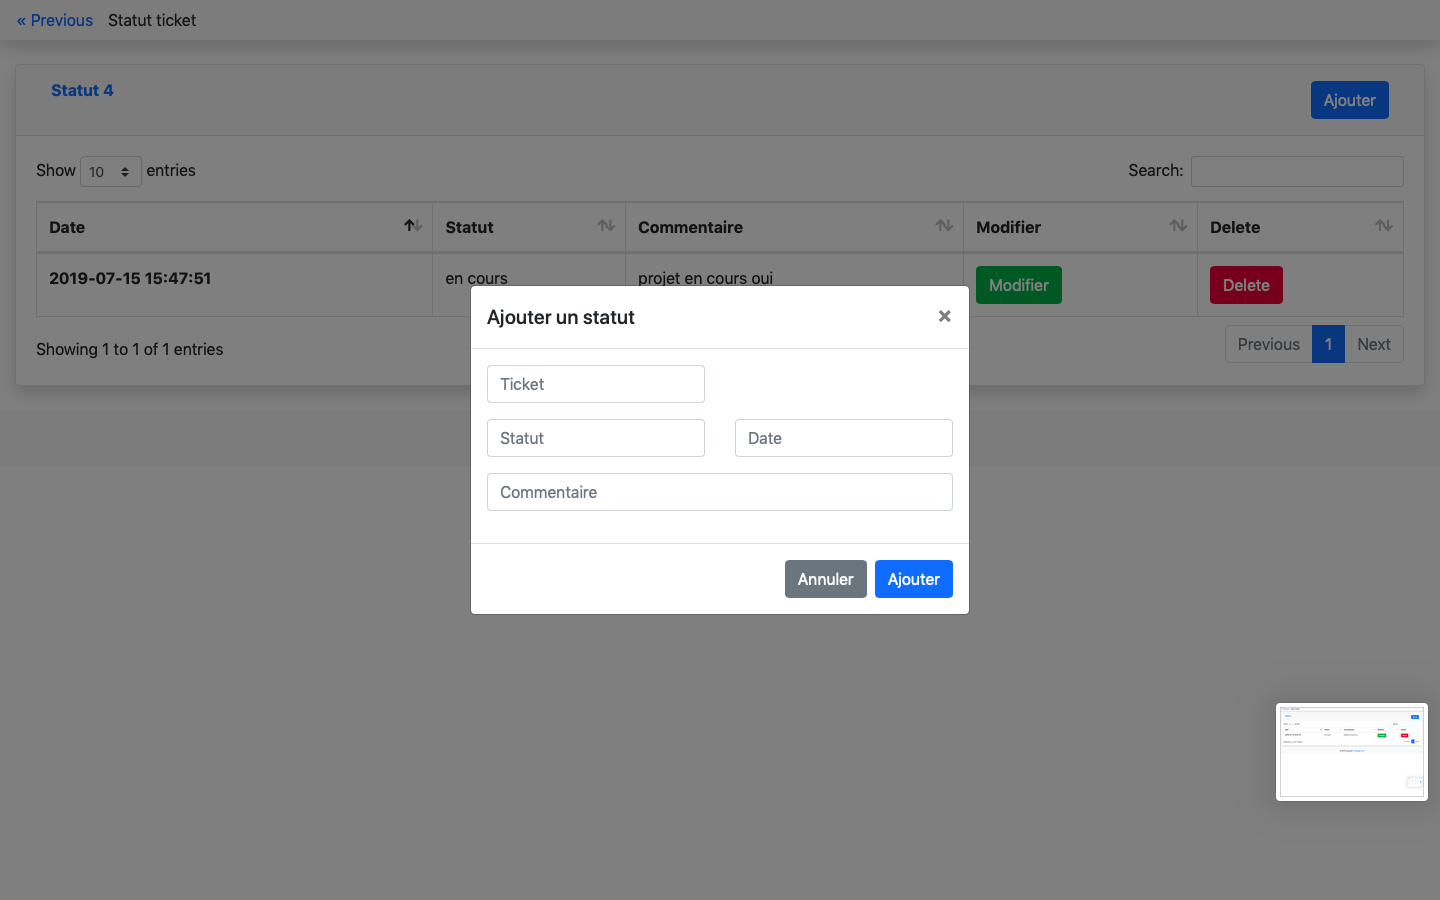 « Previous Statut ticket
Statut 4
Ajouter
Show 10 entries
Search:
Date Statut Commentaire Modifier Delete
2019-07-15 15:47:51 en cours projet en cours oui Modifier Delete
Showing 1 to 1 of 1 entries
Previous 1 Next
Ajouter un statut ×
Ticket
Statut Date
Commentaire
Annuler Ajouter